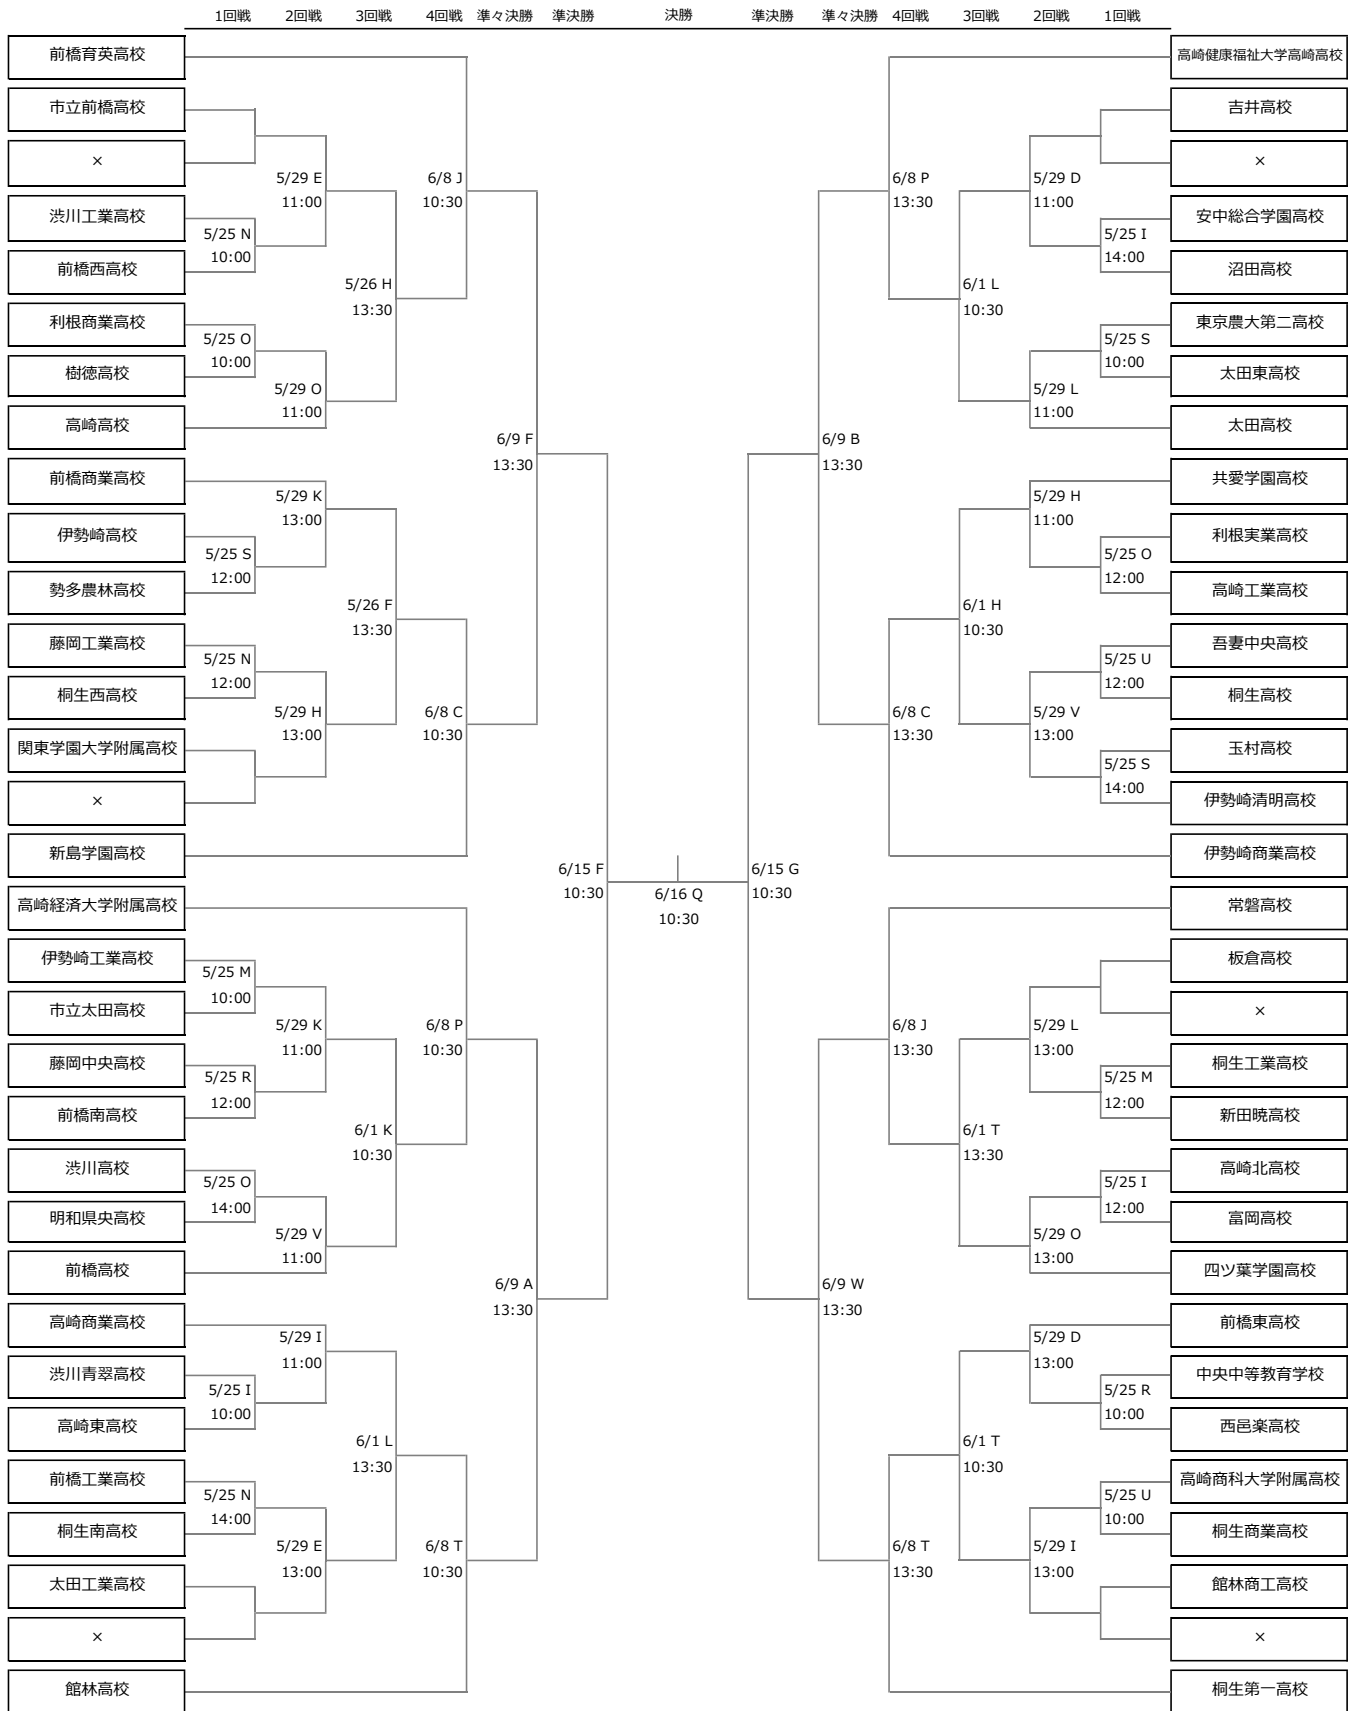 1回戦 2回戦 3回戦 4回戦 準々決勝 準決勝 決勝 準決勝 準々決勝 4回戦 3回戦 2回戦 1回戦
前橋育英高校
市立前橋高校
×
渋川工業高校
前橋西高校
利根商業高校
樹徳高校
高崎高校
前橋商業高校
伊勢崎高校
勢多農林高校
藤岡工業高校
桐生西高校
関東学園大学附属高校
×
新島学園高校
高崎経済大学附属高校
伊勢崎工業高校
市立太田高校
藤岡中央高校
前橋南高校
渋川高校
明和県央高校
前橋高校
高崎商業高校
渋川青翠高校
高崎東高校
前橋工業高校
桐生南高校
太田工業高校
×
館林高校
5/25 N
10:00
5/25 O
10:00
5/25 S
12:00
5/25 N
12:00
5/25 M
10:00
5/25 R
12:00
5/25 O
14:00
5/25 I
10:00
5/25 N
14:00
5/29 E
11:00
5/29 O
11:00
5/29 K
13:00
5/29 H
13:00
5/29 K
11:00
5/29 V
11:00
5/29 I
11:00
5/29 E
13:00
5/26 H
13:30
5/26 F
13:30
6/1 K
10:30
6/1 L
13:30
6/8 J
10:30
6/8 C
10:30
6/8 P
10:30
6/8 T
10:30
6/9 F
13:30
6/9 A
13:30
6/15 F
10:30
6/16 Q
10:30
6/15 G
10:30
6/9 B
13:30
6/9 W
13:30
6/8 P
13:30
6/8 C
13:30
6/8 J
13:30
6/8 T
13:30
6/1 L
10:30
6/1 H
10:30
6/1 T
13:30
6/1 T
10:30
5/29 D
11:00
5/29 L
11:00
5/29 H
11:00
5/29 V
13:00
5/29 L
13:00
5/29 O
13:00
5/29 D
13:00
5/29 I
13:00
5/25 I
14:00
5/25 S
10:00
5/25 O
12:00
5/25 U
12:00
5/25 S
14:00
5/25 M
12:00
5/25 I
12:00
5/25 R
10:00
5/25 U
10:00
高崎健康福祉大学高崎高校
吉井高校
×
安中総合学園高校
沼田高校
東京農大第二高校
太田東高校
太田高校
共愛学園高校
利根実業高校
高崎工業高校
吾妻中央高校
桐生高校
玉村高校
伊勢崎清明高校
伊勢崎商業高校
常磐高校
板倉高校
×
桐生工業高校
新田暁高校
高崎北高校
富岡高校
四ツ葉学園高校
前橋東高校
中央中等教育学校
西邑楽高校
高崎商科大学附属高校
桐生商業高校
館林商工高校
×
桐生第一高校